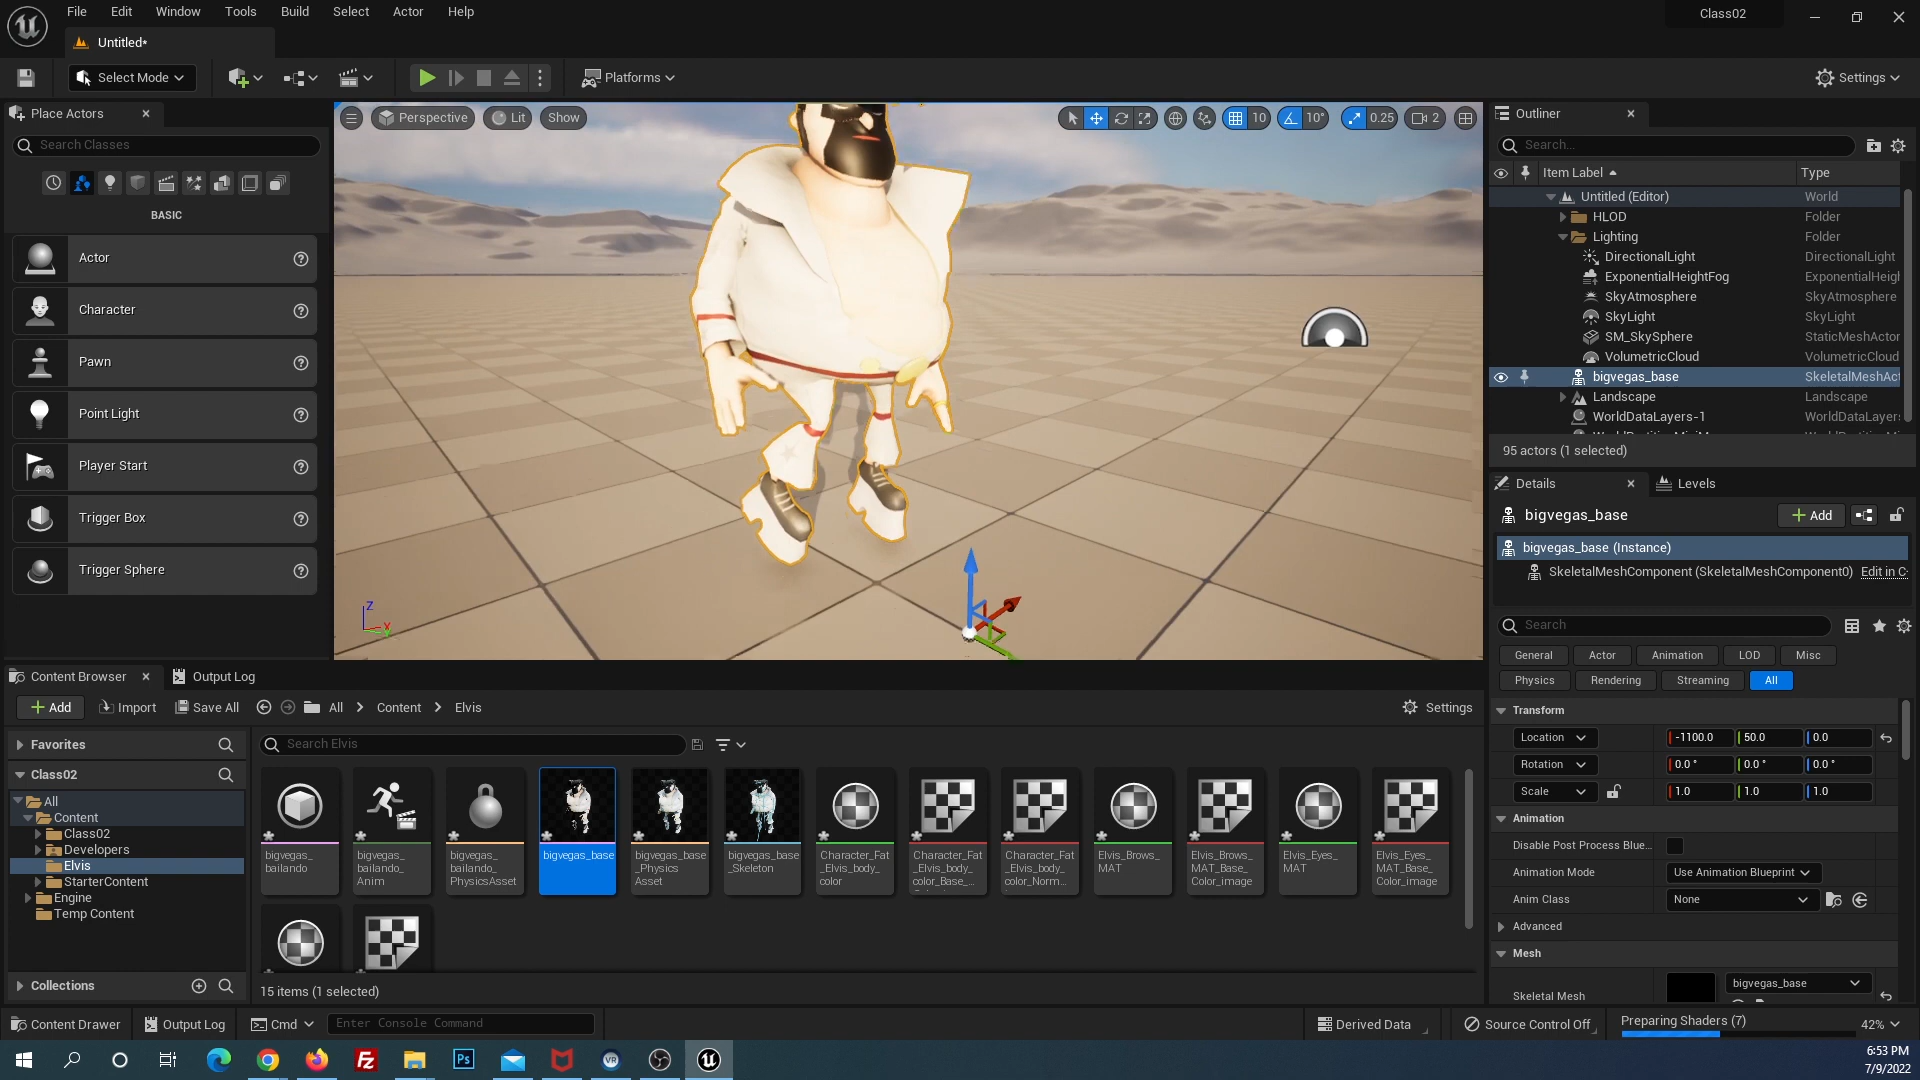 File Edit Window Tools Build Select Actor Help
Class02
Untitled*
Select Mode
Platforms
Settings
Place Actors
Search Classes
BASIC
Actor
Character
Pawn
Point Light
Player Start
Trigger Box
Trigger Sphere
Perspective Lit Show
10 10° 0.25 2
Z
X
Y
Outliner
Search...
Item Label Type
Untitled (Editor) World
HLOD Folder
Lighting Folder
DirectionalLight DirectionalLight
ExponentialHeightFog ExponentialHeigh
SkyAtmosphere SkyAtmosphere
SkyLight SkyLight
SM_SkySphere StaticMeshActor
VolumetricCloud VolumetricCloud
bigvegas_base SkeletalMeshAct
Landscape Landscape
WorldDataLayers-1 WorldDataLayer
95 actors (1 selected)
Details Levels
bigvegas_base Add
bigvegas_base (Instance)
SkeletalMeshComponent (SkeletalMeshComponent0) Edit in C
Search
General Actor Animation LOD Misc
Physics Rendering Streaming All
Transform
Location -1100.0 50.0 0.0
Rotation 0.0 ° 0.0 ° 0.0 °
Scale 1.0 1.0 1.0
Animation
Disable Post Process Blue...
Animation Mode Use Animation Blueprint
Anim Class None
Advanced
Mesh
Skeletal Mesh bigvegas_base
Content Browser Output Log
Add Import Save All All Content Elvis Settings
Favorites
Class02
All
Content
Class02
Developers
Elvis
StarterContent
Engine
Temp Content
Collections
Search Elvis
bigvegas_
bailando
bigvegas_
bailando_
Anim
bigvegas_
bailando_
PhysicsAsset
bigvegas_base
bigvegas_base
_Physics
Asset
bigvegas_base
_Skeleton
Character_Fat
_Elvis_body_
color
Character_Fat
_Elvis_body_
color_Base_...
Character_Fat
_Elvis_body_
color_Norm...
Elvis_Brows_
MAT
Elvis_Brows_
MAT_Base_
Color_image
Elvis_Eyes_
MAT
Elvis_Eyes_
MAT_Base_
Color_image
15 items (1 selected)
Content Drawer Output Log Cmd Enter Console Command Derived Data Source Control Off Preparing Shaders (7) 42%
Fz Ps VR
6:53 PM
7/9/2022